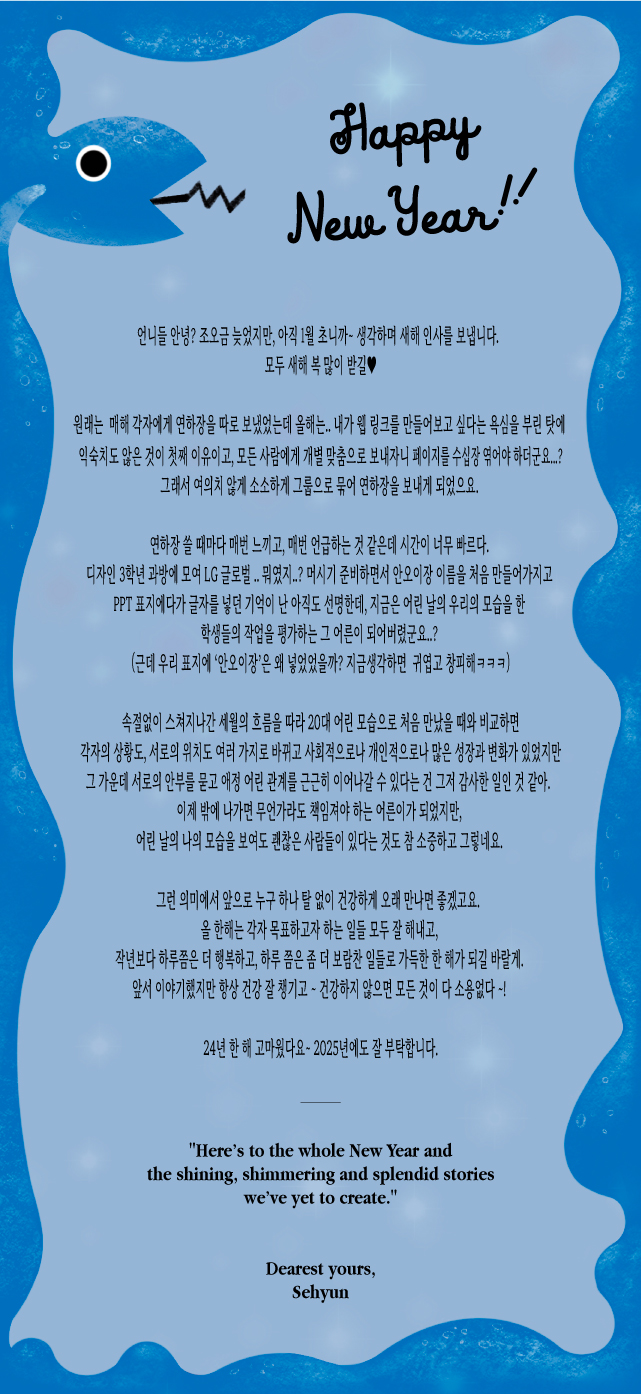 Happy
New Year!!
언니들 안녕? 조오금 늦었지만, 아직 1월 초니까~ 생각하며 새해 인사를 보냅니다.
모두 새해 복 많이 받길♥
원래는 매해 각자에게 연하장을 따로 보냈었는데 올해는.. 내가 웹 링크를 만들어보고 싶다는 욕심을 부린 탓에
익숙치도 않은 것이 첫째 이유이고, 모든 사람에게 개별 맞춤으로 보내자니 페이지를 수십장 엮어야 하더군요...?
그래서 여의치 않게 소소하게 그룹으로 묶어 연하장을 보내게 되었으요.
연하장 쓸 때마다 매번 느끼고, 매번 언급하는 것 같은데 시간이 너무 빠르다.
디자인 3학년 과방에 모여 LG 글로벌 .. 뭐였지..? 머시기 준비하면서 안오이장 이름을 처음 만들어가지고
PPT 표지에다가 글자를 넣던 기억이 난 아직도 선명한데, 지금은 어린 날의 우리의 모습을 한
학생들의 작업을 평가하는 그 어른이 되어버렸군요..?
(근데 우리 표지에 ‘안오이장’은 왜 넣었었을까? 지금생각하면 귀엽고 창피해ㅋㅋㅋ)
속절없이 스쳐지나간 세월의 흐름을 따라 20대 어린 모습으로 처음 만났을 때와 비교하면
각자의 상황도, 서로의 위치도 여러 가지로 바뀌고 사회적으로나 개인적으로나 많은 성장과 변화가 있었지만
그 가운데 서로의 안부를 묻고 애정 어린 관계를 근근히 이어나갈 수 있다는 건 그저 감사한 일인 것 같아.
이제 밖에 나가면 무언가라도 책임져야 하는 어른이가 되었지만,
어린 날의 나의 모습을 보여도 괜찮은 사람들이 있다는 것도 참 소중하고 그렇네요.
그런 의미에서 앞으로 누구 하나 탈 없이 건강하게 오래 만나면 좋겠고요.
올 한해는 각자 목표하고자 하는 일들 모두 잘 해내고,
작년보다 하루쯤은 더 행복하고, 하루 쯤은 좀 더 보람찬 일들로 가득한 한 해가 되길 바랄게.
앞서 이야기했지만 항상 건강 잘 챙기고 ~ 건강하지 않으면 모든 것이 다 소용없다 ~!
24년 한 해 고마웠다요~ 2025년에도 잘 부탁합니다.
"Here’s to the whole New Year and
the shining, shimmering and splendid stories
we’ve yet to create."
Dearest yours,
Sehyun